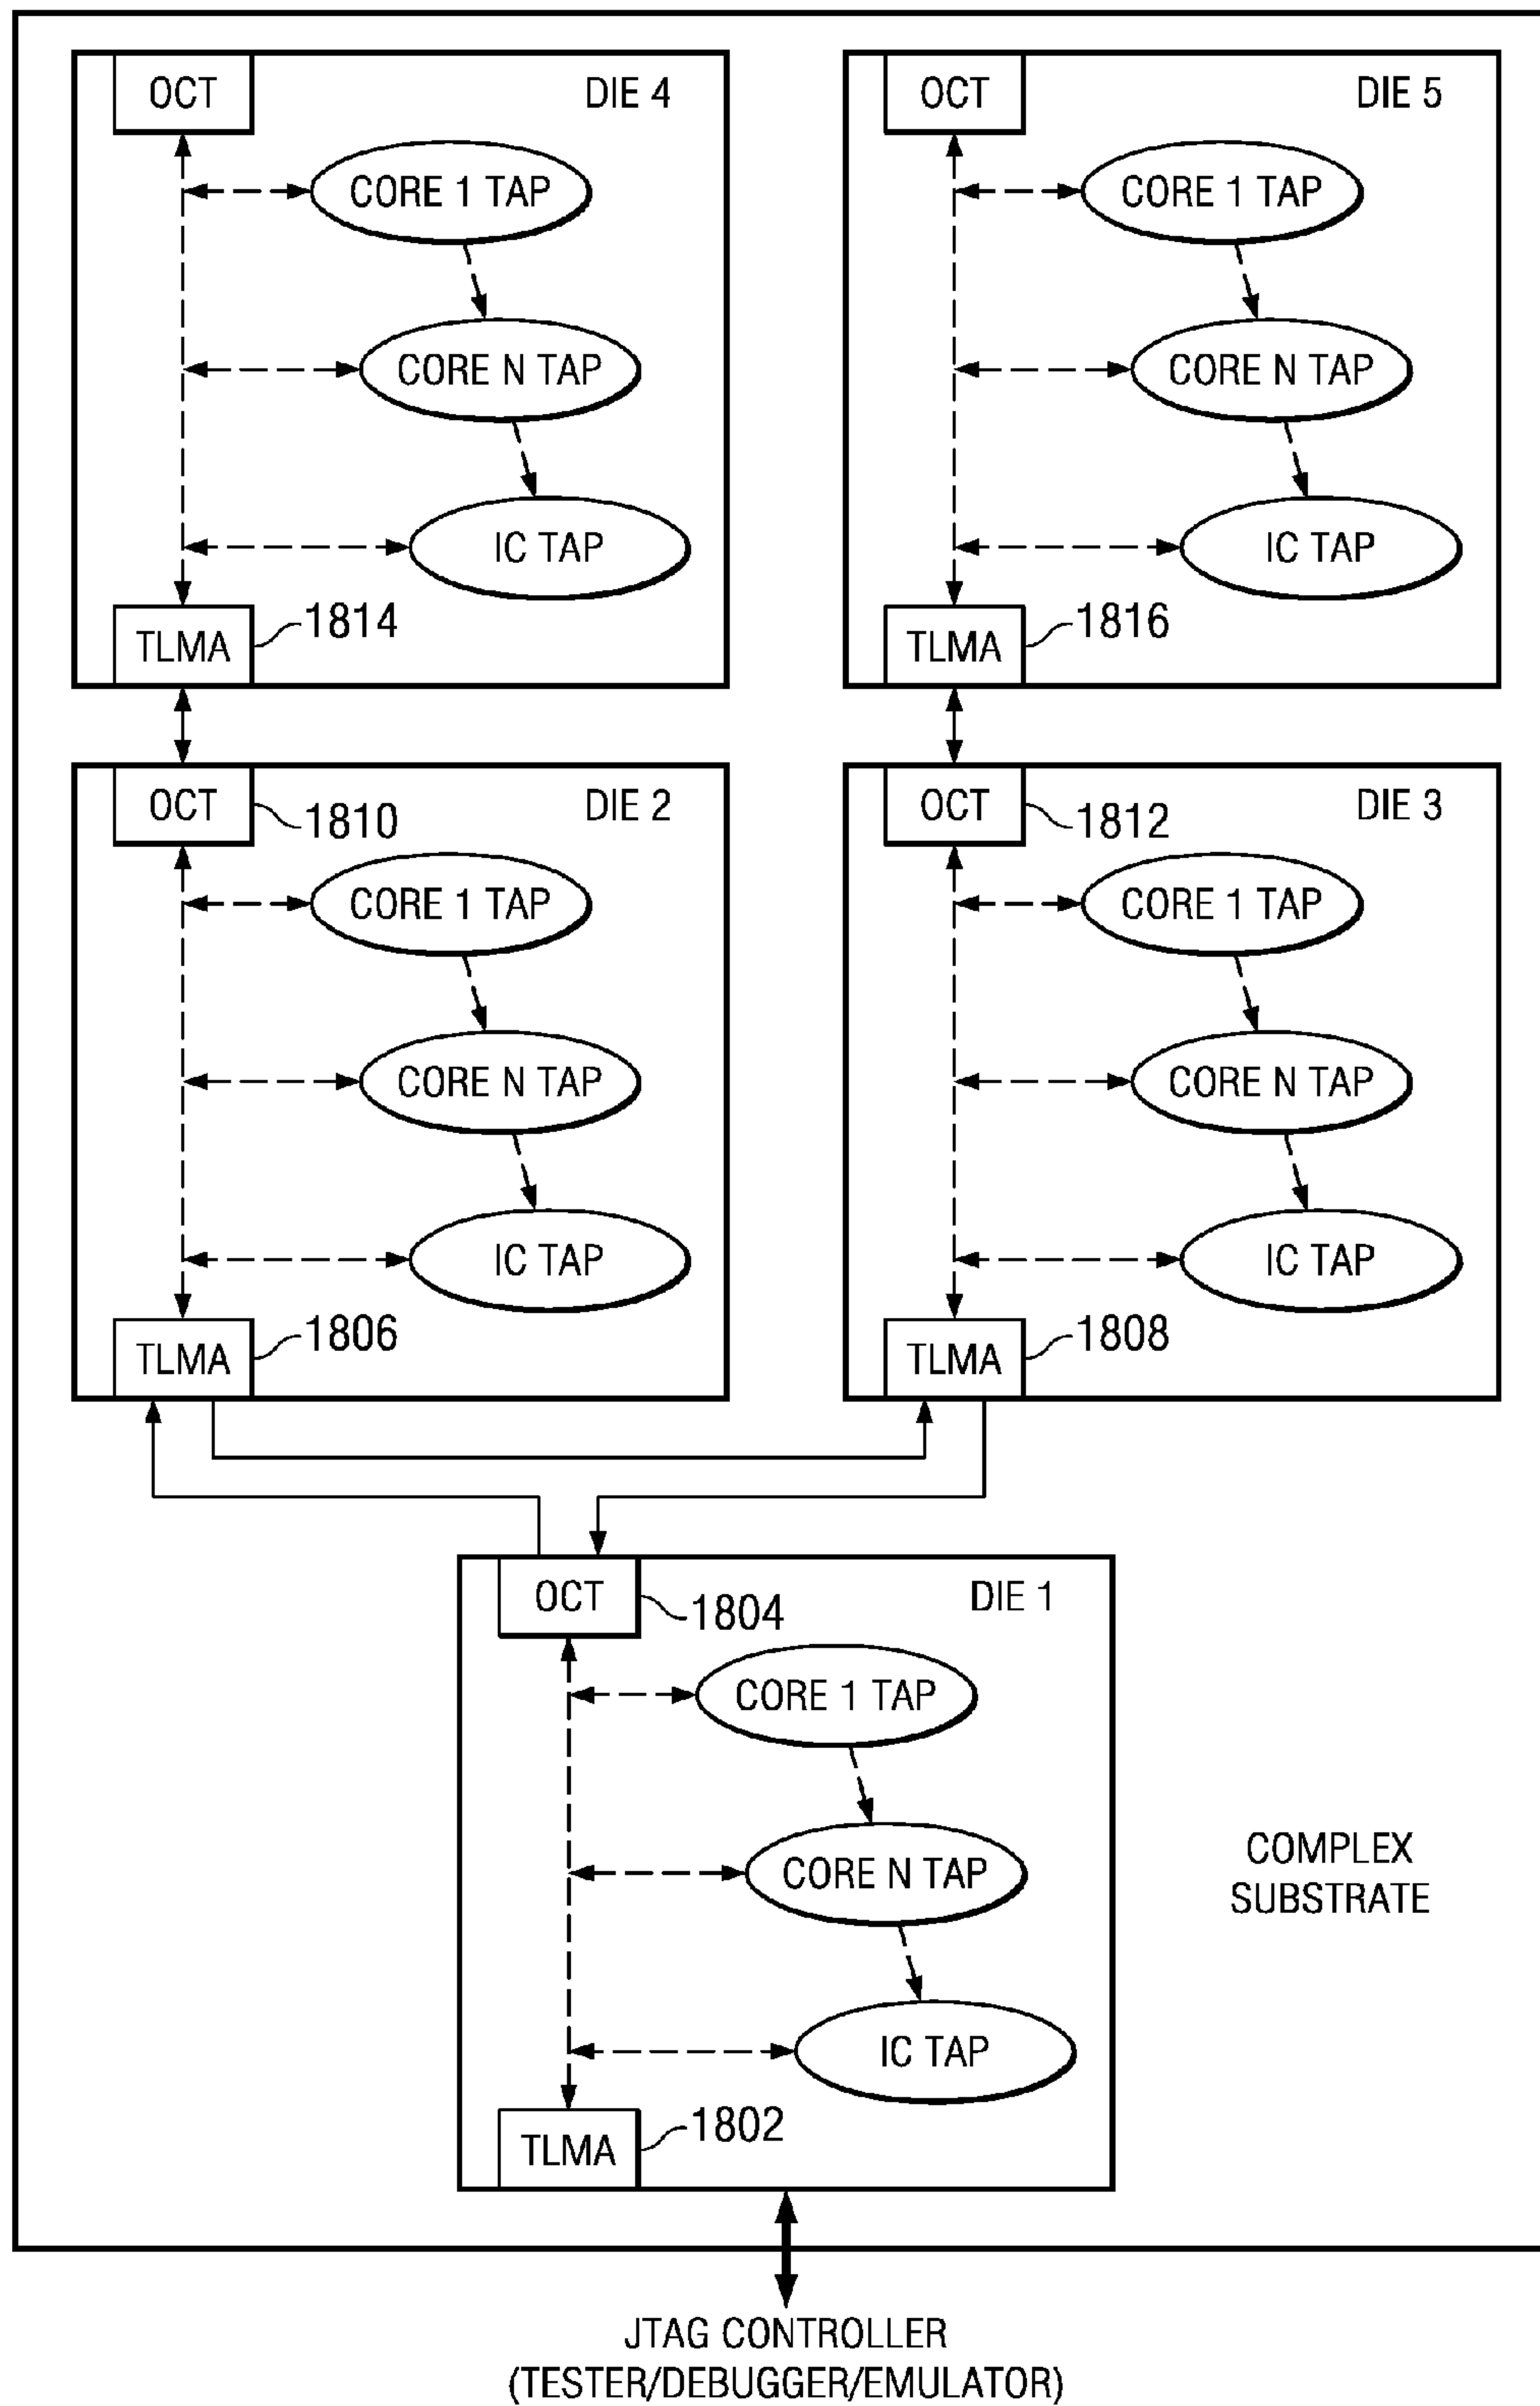 OCT
DIE 4
CORE 1 TAP
CORE N TAP
IC TAP
TLMA
1814
OCT
DIE 5
CORE 1 TAP
CORE N TAP
IC TAP
TLMA
1816
OCT
1810
DIE 2
CORE 1 TAP
CORE N TAP
IC TAP
TLMA
1806
OCT
1812
DIE 3
CORE 1 TAP
CORE N TAP
IC TAP
TLMA
1808
OCT
1804
DIE 1
CORE 1 TAP
CORE N TAP
IC TAP
TLMA
1802
COMPLEX
SUBSTRATE
JTAG CONTROLLER
(TESTER/DEBUGGER/EMULATOR)